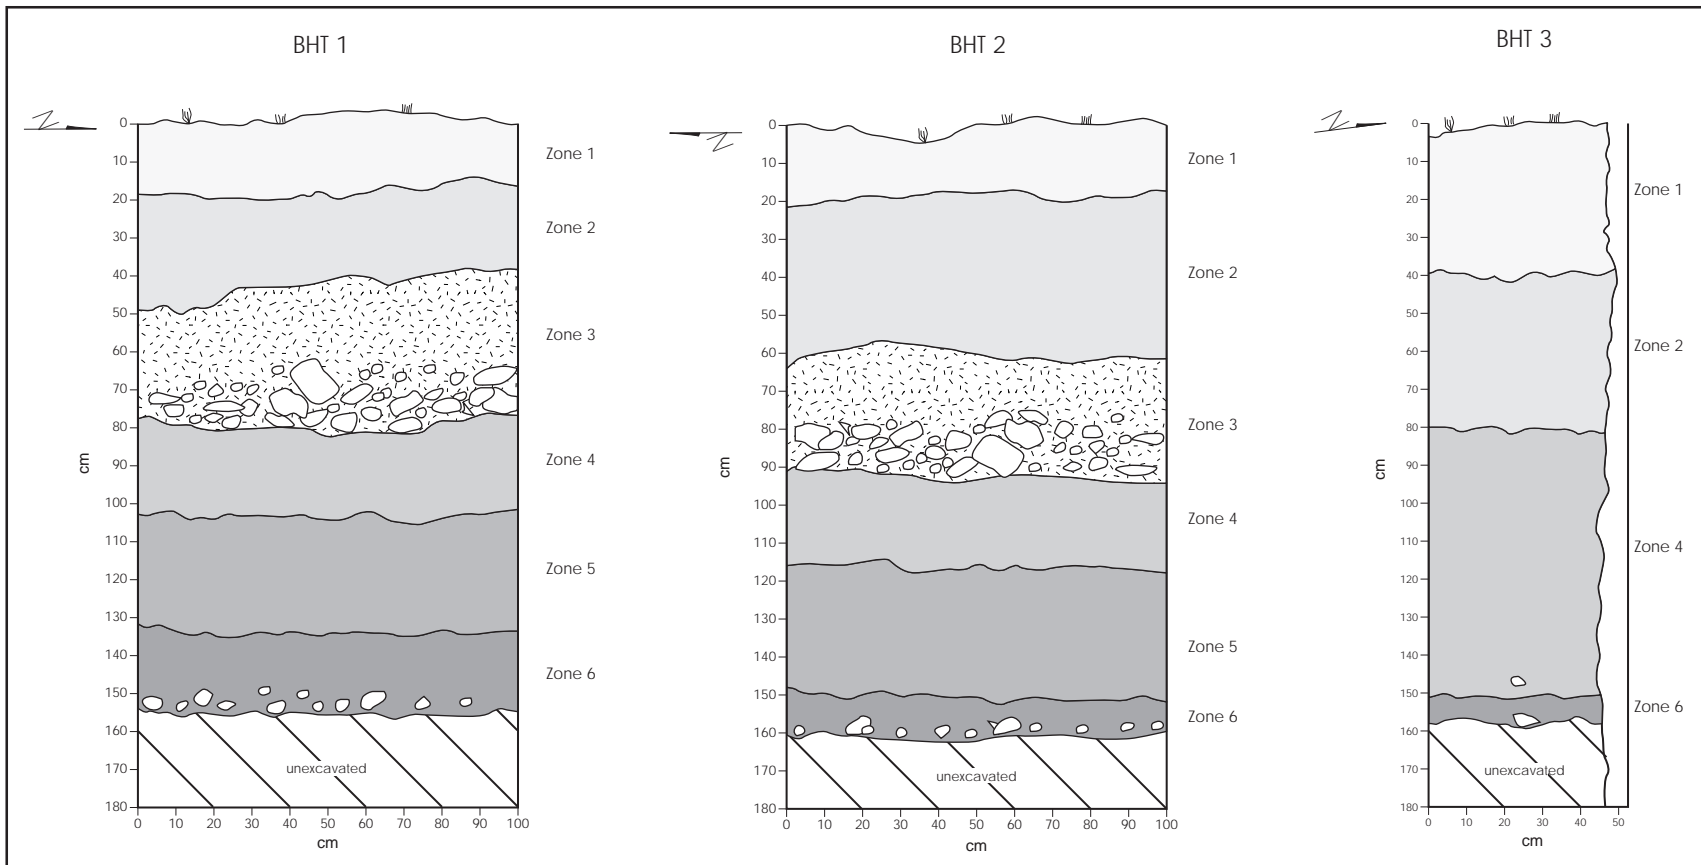 BHT 1
BHT 2
BHT 3
0
10
20
30
40
50
60
70
80
90
100
110
120
130
140
150
160
170
180
cm
Zone 1
Zone 2
Zone 3
Zone 4
Zone 5
Zone 6
unexcavated
0 10 20 30 40 50 60 70 80 90 100
cm
0
10
20
30
40
50
60
70
80
90
100
110
120
130
140
150
160
170
180
cm
Zone 1
Zone 2
Zone 3
Zone 4
Zone 5
Zone 6
unexcavated
0 10 20 30 40 50 60 70 80 90 100
cm
0
10
20
30
40
50
60
70
80
90
100
110
120
130
140
150
160
170
180
cm
Zone 1
Zone 2
Zone 4
Zone 6
unexcavated
0 10 20 30 40 50
cm
N
N
N